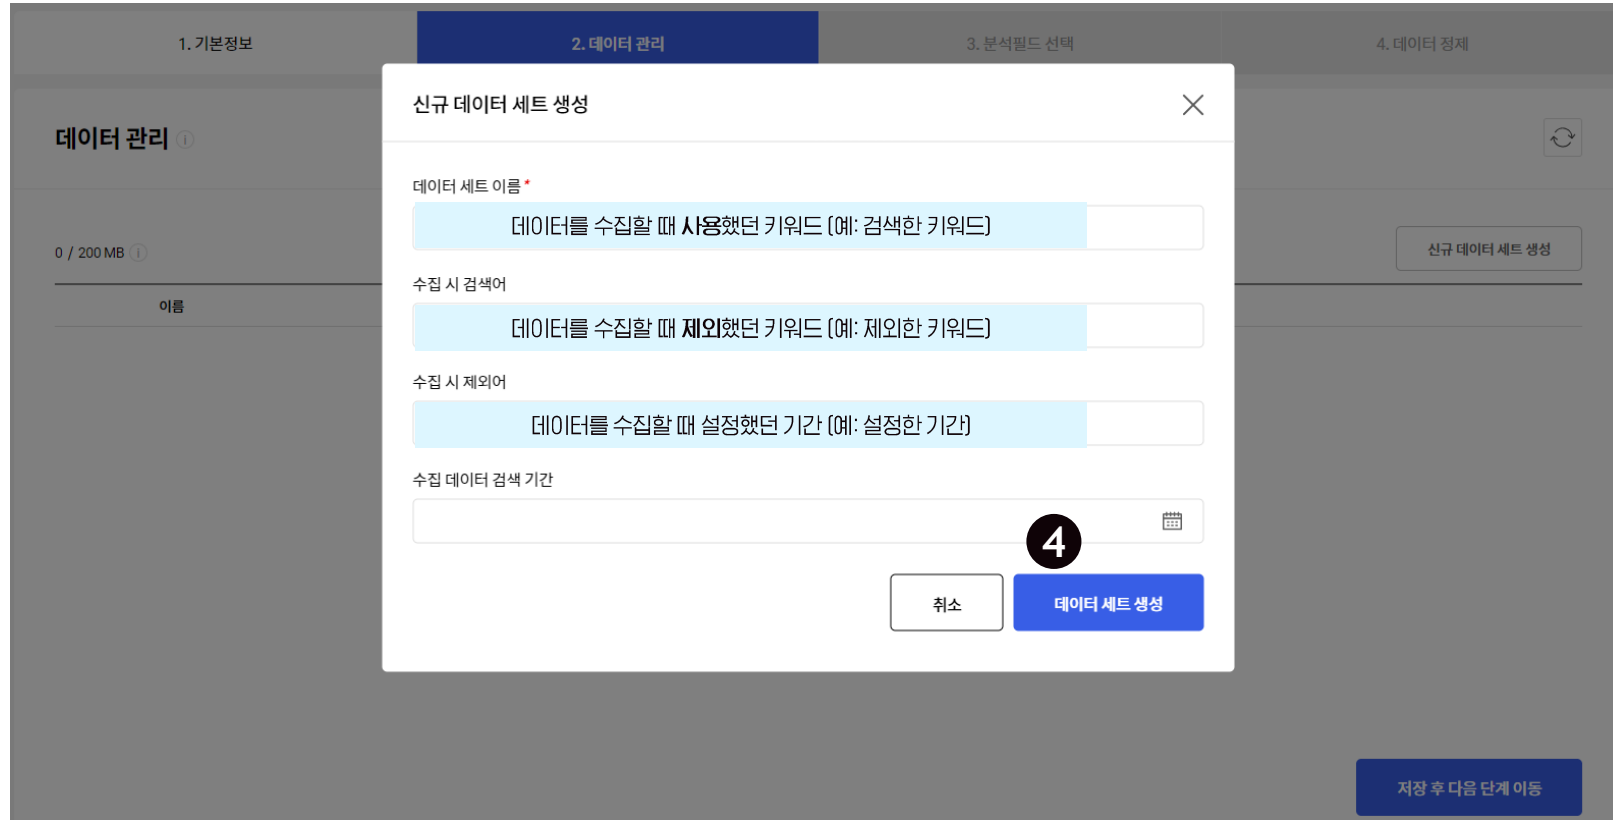 1. 기본정보
2. 데이터 관리
3. 분석필드 선택
4. 데이터 정제
신규 데이터 세트 생성
데이터 관리
데이터 세트 이름 *
데이터를 수집할 때 사용했던 키워드 (예: 검색한 키워드)
0 / 200 MB
신규 데이터 세트 생성
수집 시 검색어
이름
데이터를 수집할 때 제외했던 키워드 (예: 제외한 키워드)
수집 시 제외어
데이터를 수집할 때 설정했던 기간 (예: 설정한 기간)
수집 데이터 검색 기간
4
취소
데이터 세트 생성
저장 후 다음 단계 이동